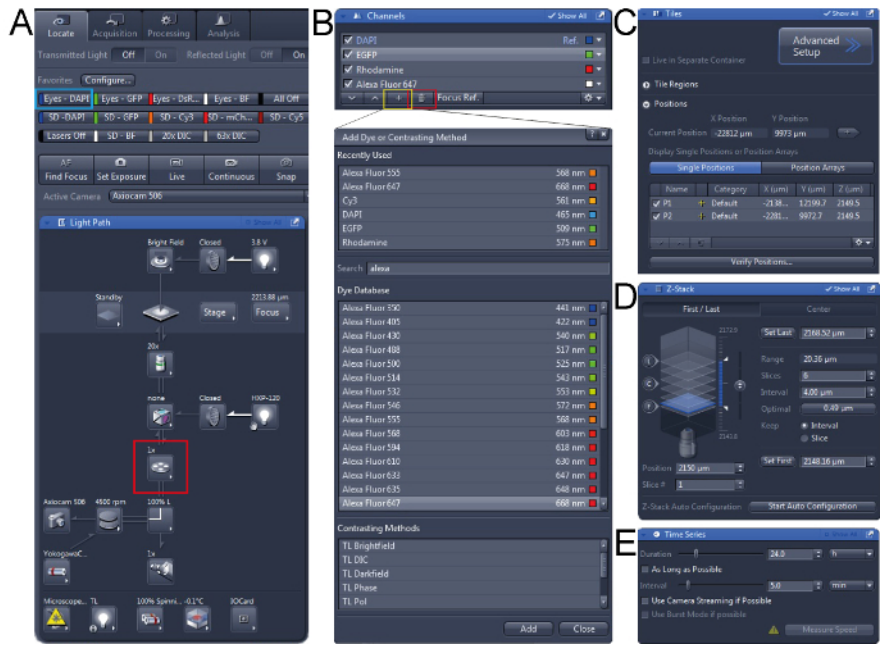 A
Locate Acquisition Processing Analysis
Transmitted Light Off On Reflected Light Off On
Favorites Configure...
Eyes - DAPI Eyes - GFP Eyes - DsR... Eyes - BF All Off
SD -DAPI SD - GFP SD - Cy3 SD - mCh... SD - Cy5
Lasers Off SD - BF 20x DIC 63x DIC
AF
Find Focus Set Exposure Live Continuous Snap
Active Camera Axiocam 506
Light Path Show All
Bright Field Closed 3.8 V
Standby 2213.88 µm
Stage Focus
20x
none Closed HXP-120
1x
Axiocam 506 4500 rpm 100% L
YokogawaC... 1x
Microscope... TL 100% Spinni... -0.1°C IOCard
B
Channels Show All
DAPI Ref.
EGFP
Rhodamine
Alexa Fluor 647
Focus Ref.
Add Dye or Contrasting Method
Recently Used
Alexa Fluor 555 568 nm
Alexa Fluor 647 668 nm
Cy3 561 nm
DAPI 465 nm
EGFP 509 nm
Rhodamine 575 nm
Search alexa
Dye Database
Alexa Fluor 350 441 nm
Alexa Fluor 405 422 nm
Alexa Fluor 430 540 nm
Alexa Fluor 488 517 nm
Alexa Fluor 500 525 nm
Alexa Fluor 514 543 nm
Alexa Fluor 532 553 nm
Alexa Fluor 546 572 nm
Alexa Fluor 555 568 nm
Alexa Fluor 568 603 nm
Alexa Fluor 594 618 nm
Alexa Fluor 610 630 nm
Alexa Fluor 633 647 nm
Alexa Fluor 635 648 nm
Alexa Fluor 647 668 nm
Contrasting Methods
TL Brightfield
TL DIC
TL Darkfield
TL Phase
TL Pol
Add Close
C
Tiles Show All
Live in Separate Container
Advanced
Setup
Tile Regions
Positions
X Position Y Position
Current Position -22812 µm 9973 µm
Display Single Positions or Position Arrays
Single Positions Position Arrays
Name Category X (µm) Y (µm) Z (µm)
P1 Default -2138... 12199.7 2149.5
P2 Default -2281... 9972.7 2149.5
Verify Positions...
D
Z-Stack Show All
First / Last Center
Set Last 2168.52 µm
Range 20.36 µm
Slices 6
Interval 4.00 µm
Optimal 0.49 µm
Keep Interval
Slice
Set First 2148.16 µm
Position 2150 µm
Slice # 1
Z-Stack Auto Configuration Start Auto Configuration
E
Time Series Show All
Duration 24.0 h
As Long as Possible
Interval 5.0 min
Use Camera Streaming if Possible
Use Burst Mode if possible
Measure Speed